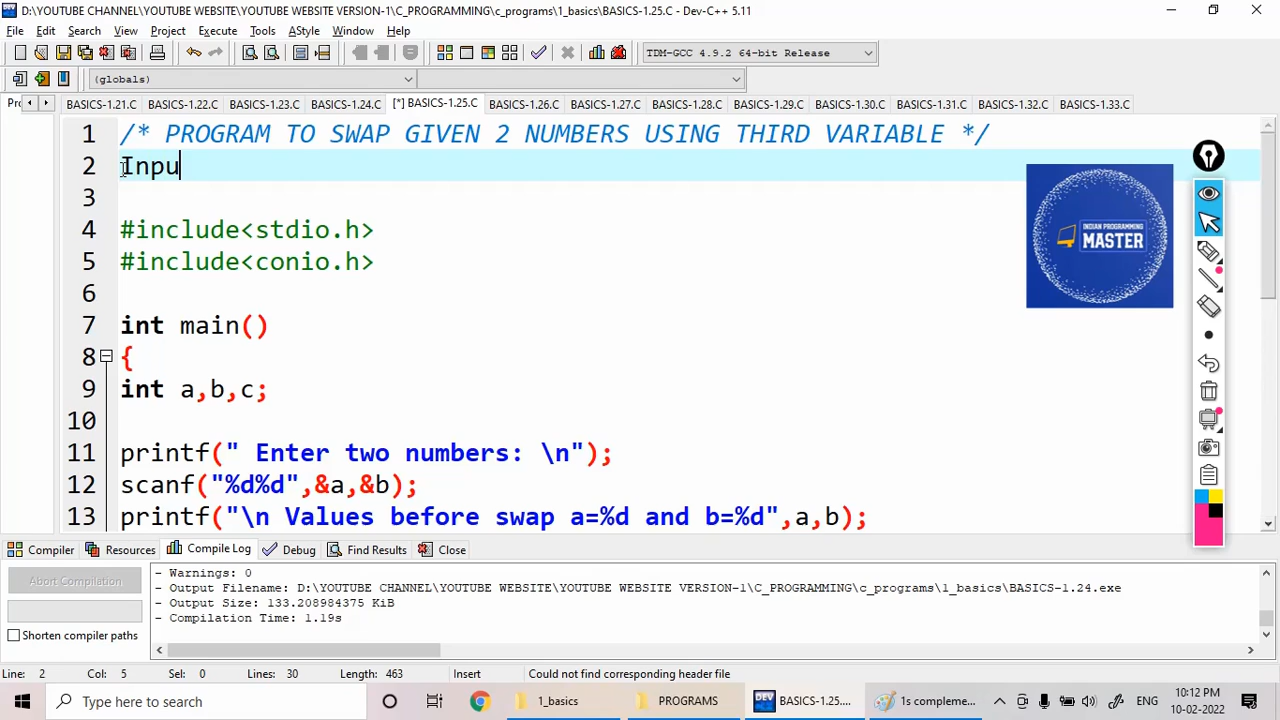 D:\YOUTUBE CHANNEL\YOUTUBE WEBSITE\YOUTUBE WEBSITE VERSION-1\C_PROGRAMMING\c_programs\1_basics\BASICS-1.25.C - Dev-C++ 5.11
File Edit Search View Project Execute Tools AStyle Window Help
TDM-GCC 4.9.2 64-bit Release
(globals)
Pr BASICS-1.21.C BASICS-1.22.C BASICS-1.23.C BASICS-1.24.C [*] BASICS-1.25.C BASICS-1.26.C BASICS-1.27.C BASICS-1.28.C BASICS-1.29.C BASICS-1.30.C BASICS-1.31.C BASICS-1.32.C BASICS-1.33.C
1 /* PROGRAM TO SWAP GIVEN 2 NUMBERS USING THIRD VARIABLE */
2 Inpu
3
4 #include<stdio.h>
5 #include<conio.h>
6
7 int main()
8 {
9 int a,b,c;
10
11 printf(" Enter two numbers: \n");
12 scanf("%d%d",&a,&b);
13 printf("\n Values before swap a=%d and b=%d",a,b);
INDIAN PROGRAMMING
MASTER
Compiler Resources Compile Log Debug Find Results Close
Abort Compilation
Shorten compiler paths
- Warnings: 0
- Output Filename: D:\YOUTUBE CHANNEL\YOUTUBE WEBSITE\YOUTUBE WEBSITE VERSION-1\C_PROGRAMMING\c_programs\1_basics\BASICS-1.24.exe
- Output Size: 133.208984375 KiB
- Compilation Time: 1.19s
Line: 2 Col: 5 Sel: 0 Lines: 30 Length: 463 Insert Could not find corresponding header file
Type here to search
1_basics
PROGRAMS
DEV
BASICS-1.25....
1s compleme...
ENG
10:12 PM
10-02-2022